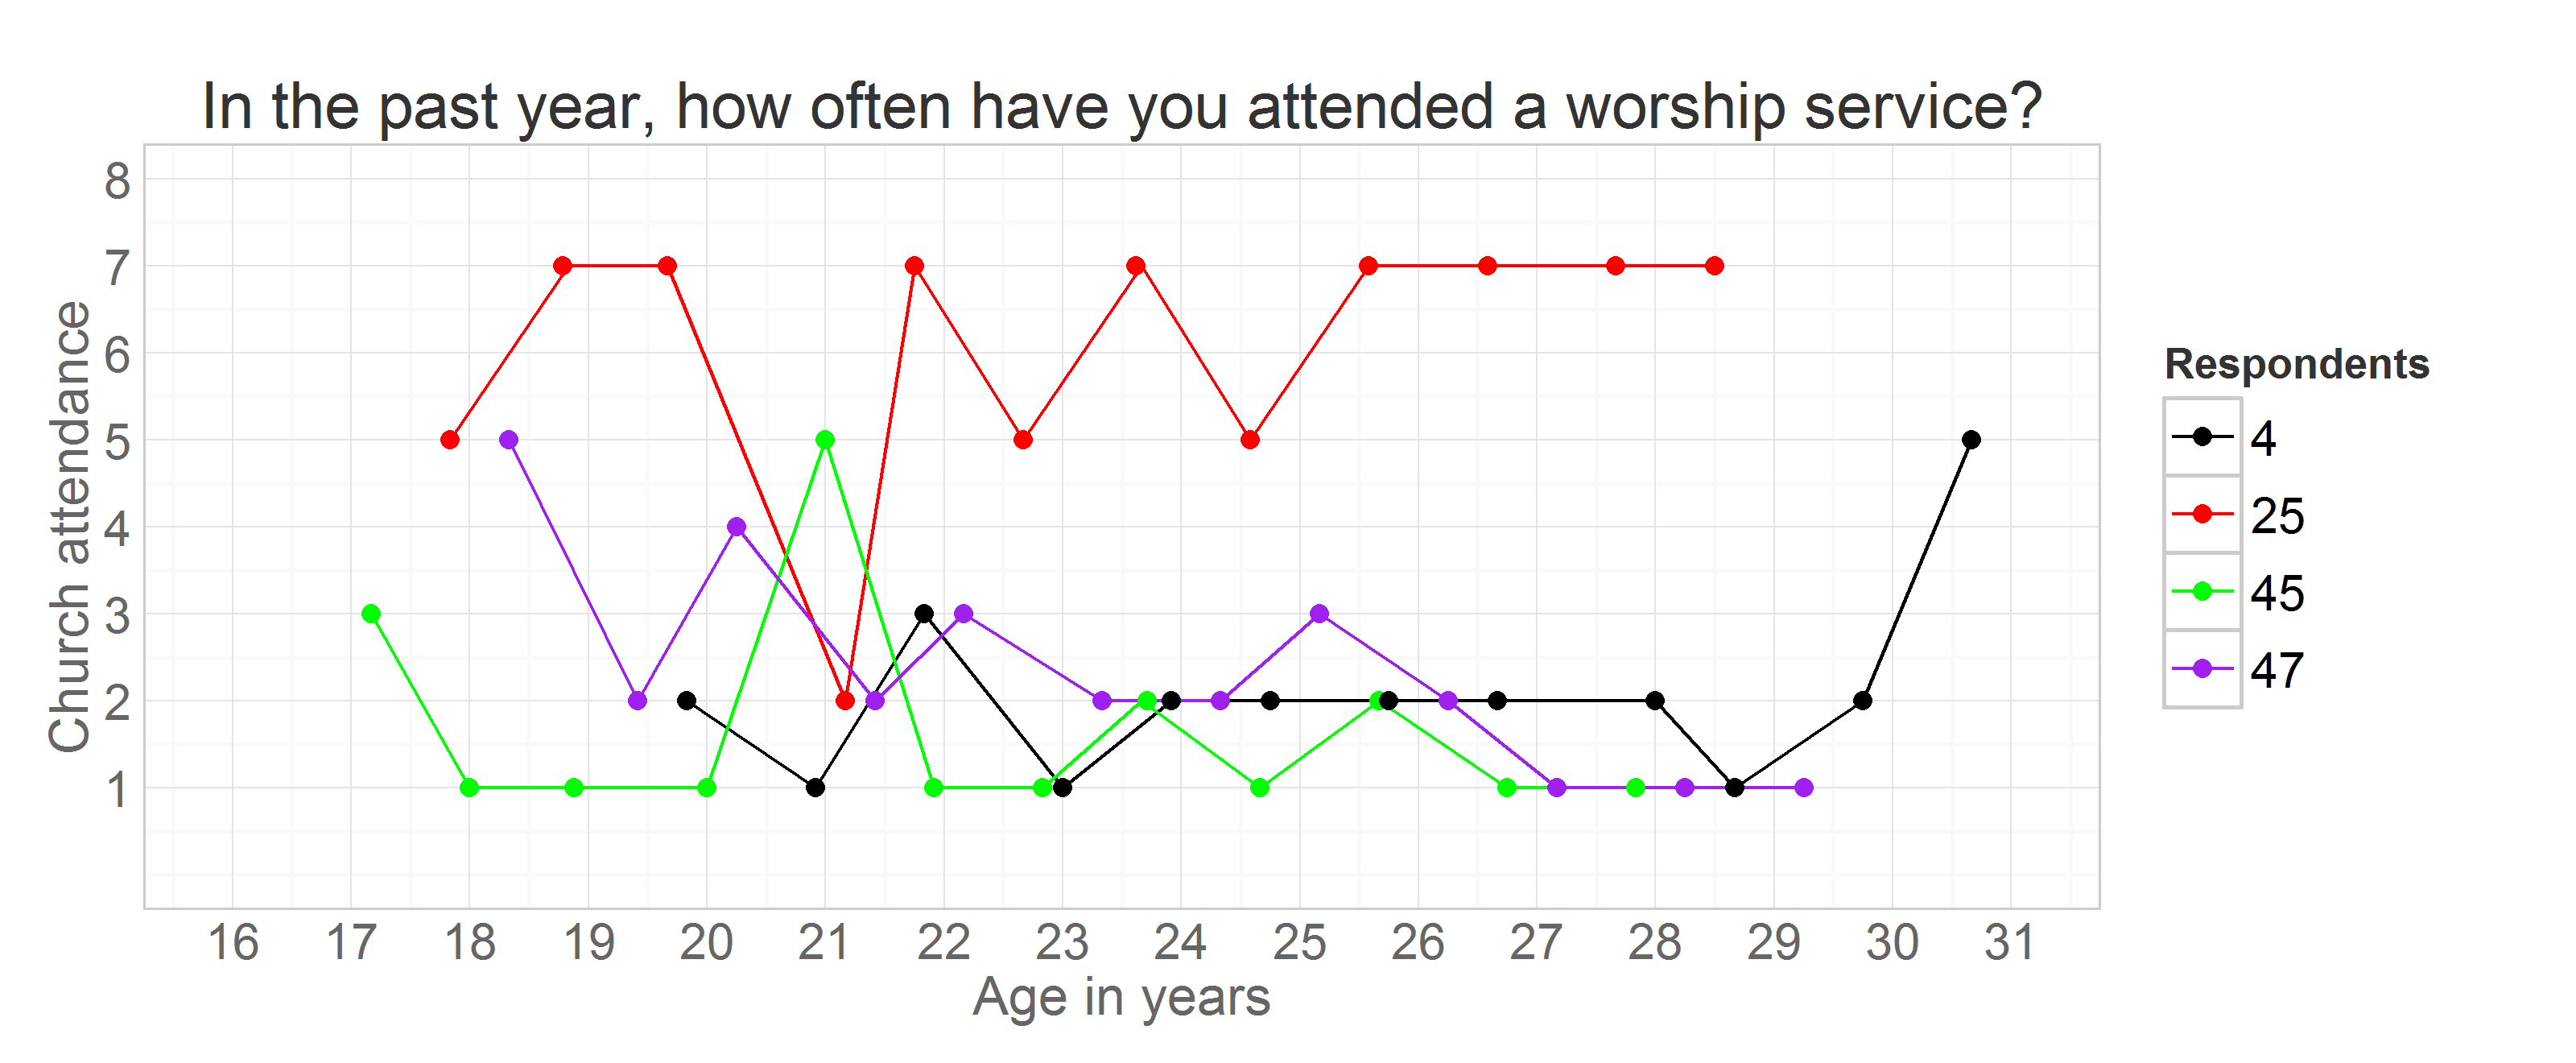 In the past year, how often have you attended a worship service?
Church attendance
8
7
6
5
4
3
2
1
16 17 18 19 20 21 22 23 24 25 26 27 28 29 30 31
Age in years
Respondents
4
25
45
47